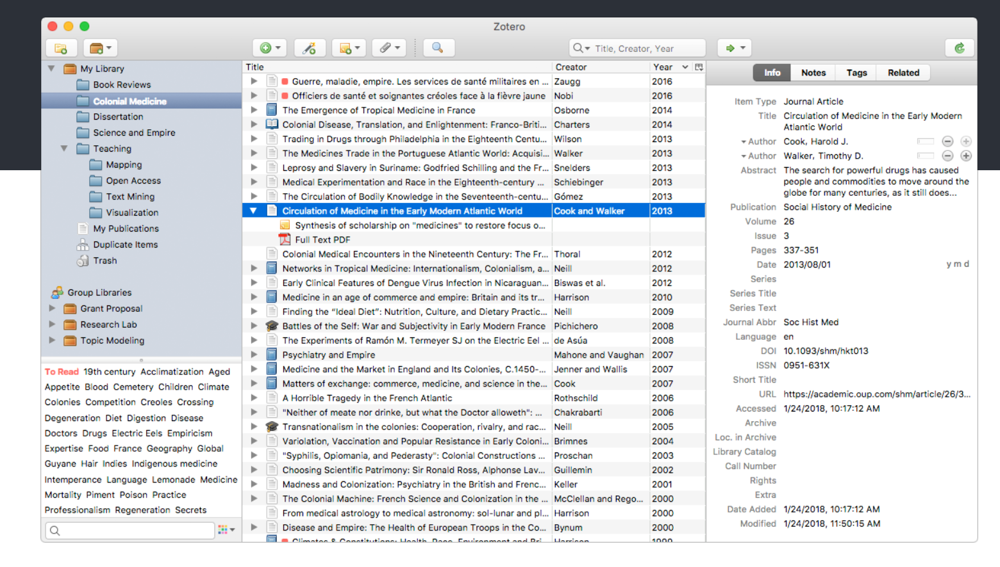 Zotero
Title, Creator, Year
My Library
Book Reviews
Colonial Medicine
Dissertation
Science and Empire
Teaching
Mapping
Open Access
Text Mining
Visualization
My Publications
Duplicate Items
Trash
Group Libraries
Grant Proposal
Research Lab
Topic Modeling
To Read 19th century Acclimatization Aged
Appetite Blood Cemetery Children Climate
Colonies Competition Creoles Crossing
Degeneration Diet Digestion Disease
Doctors Drugs Electric Eels Empiricism
Expertise Food France Geography Global
Guyane Hair Indies Indigenous medicine
Intemperance Language Lemonade Medicine
Mortality Piment Poison Practice
Professionalism Regeneration Secrets
Title Creator Year
Guerre, maladie, empire. Les services de santé militaires en ... Zaugg 2016
Officiers de santé et soignantes créoles face à la fièvre jaune Nobi 2016
The Emergence of Tropical Medicine in France Osborne 2014
Colonial Disease, Translation, and Enlightenment: Franco-Briti... Charters 2014
Trading in Drugs through Philadelphia in the Eighteenth Centu... Wilson 2013
The Medicines Trade in the Portuguese Atlantic World: Acquisi... Walker 2013
Leprosy and Slavery in Suriname: Godfried Schilling and the Fr... Snelders 2013
Medical Experimentation and Race in the Eighteenth-century ... Schiebinger 2013
The Circulation of Bodily Knowledge in the Seventeenth-centu... Gómez 2013
Circulation of Medicine in the Early Modern Atlantic World Cook and Walker 2013
Synthesis of scholarship on "medicines" to restore focus o...
Full Text PDF
Colonial Medical Encounters in the Nineteenth Century: The Fr... Thoral 2012
Networks in Tropical Medicine: Internationalism, Colonialism, a... Neill 2012
Early Clinical Features of Dengue Virus Infection in Nicaraguan... Biswas et al. 2012
Medicine in an age of commerce and empire: Britain and its tr... Harrison 2010
Finding the “Ideal Diet”: Nutrition, Culture, and Dietary Practic... Neill 2009
Battles of the Self: War and Subjectivity in Early Modern France Pichichero 2008
The Experiments of Ramón M. Termeyer SJ on the Electric Eel ... de Asúa 2008
Psychiatry and Empire Mahone and Vaughan 2007
Medicine and the Market in England and Its Colonies, C.1450-... Jenner and Wallis 2007
Matters of exchange: commerce, medicine, and science in the... Cook 2007
A Horrible Tragedy in the French Atlantic Rothschild 2006
"Neither of meate nor drinke, but what the Doctor alloweth": ... Chakrabarti 2006
Transnationalism in the colonies: Cooperation, rivalry, and rac... Neill 2005
Variolation, Vaccination and Popular Resistance in Early Coloni... Brimnes 2004
"Syphilis, Opiomania, and Pederasty": Colonial Constructions ... Proschan 2003
Choosing Scientific Patrimony: Sir Ronald Ross, Alphonse Lav... Guillemin 2002
Madness and Colonization: Psychiatry in the British and Frenc... Keller 2001
The Colonial Machine: French Science and Colonization in the ... McClellan and Rego... 2000
From medical astrology to medical astronomy: sol-lunar and pl... Harrison 2000
Disease and Empire: The Health of European Troops in the Co... Bynum 2000
Climates & Constitutions: Health, Race, Environment and Bri... Harrison 1999
Info Notes Tags Related
Item Type Journal Article
Title Circulation of Medicine in the Early Modern
Atlantic World
Author Cook, Harold J.
Author Walker, Timothy D.
Abstract The search for powerful drugs has caused
people and commodities to move around the
globe for many centuries, as it still does...
Publication Social History of Medicine
Volume 26
Issue 3
Pages 337-351
Date 2013/08/01 y m d
Series
Series Title
Series Text
Journal Abbr Soc Hist Med
Language en
DOI 10.1093/shm/hkt013
ISSN 0951-631X
Short Title
URL https://academic.oup.com/shm/article/26/3...
Accessed 1/24/2018, 10:17:12 AM
Archive
Loc. in Archive
Library Catalog
Call Number
Rights
Extra
Date Added 1/24/2018, 10:17:12 AM
Modified 1/24/2018, 11:50:15 AM